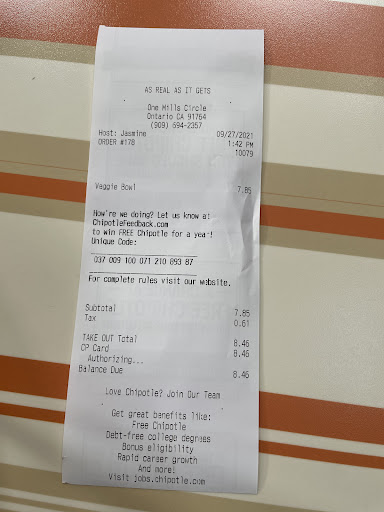 AS REAL AS IT GETS
One Mills Circle
Ontario CA 91764
(909) 694-2357
Host: Jasmine 09/27/2021
ORDER #178 1:42 PM
10079
Veggie Bowl 7.85
How're we doing? Let us know at
ChipotleFeedback.com
to win FREE Chipotle for a year!
Unique Code:
037 009 100 071 210 893 87
For complete rules visit our website.
Subtotal 7.85
Tax 0.61
TAKE OUT Total 8.46
CP Card 8.46
Authorizing...
Balance Due 8.46
Love Chipotle? Join Our Team
Get great benefits like:
Free Chipotle
Debt-free college degrees
Bonus eligibility
Rapid career growth
And more!
Visit jobs.chipotle.com